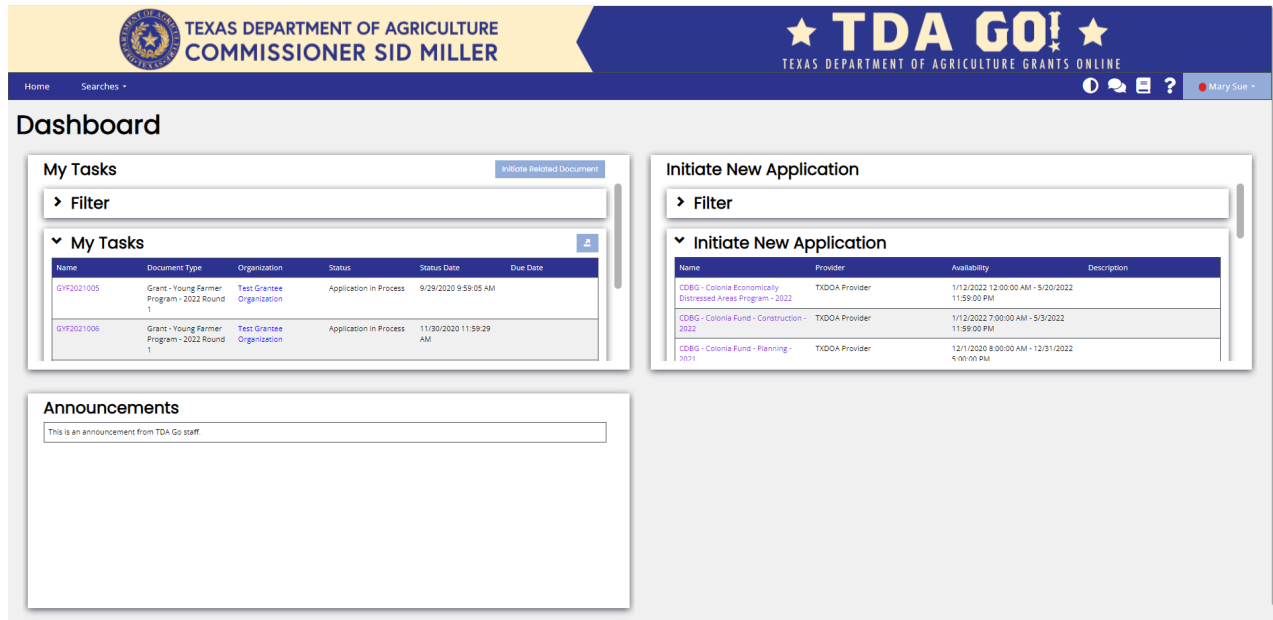 TEXAS DEPARTMENT OF AGRICULTURE
COMMISSIONER SID MILLER
TDA GO!
TEXAS DEPARTMENT OF AGRICULTURE GRANTS ONLINE
Home Searches
? Mary Sue
Dashboard
My Tasks Initiate Related Document
Filter
My Tasks
Name Document Type Organization Status Status Date Due Date
GYF2021005 Grant - Young Farmer Test Grantee Application in Process 9/29/2020 9:59:05 AM
Program - 2022 Round Organization
1
GYF2021006 Grant - Young Farmer Test Grantee Application in Process 11/30/2020 11:59:29
Program - 2022 Round Organization AM
1
Initiate New Application
Filter
Initiate New Application
Name Provider Availability Description
CDBG - Colonia Economically TXDOA Provider 1/12/2022 12:00:00 AM - 5/20/2022
Distressed Areas Program - 2022 11:59:00 PM
CDBG - Colonia Fund - Construction - TXDOA Provider 1/12/2022 7:00:00 AM - 5/3/2022
2022 11:59:00 PM
CDBG - Colonia Fund - Planning - TXDOA Provider 12/1/2020 8:00:00 AM - 12/31/2022
2021 5:00:00 PM
Announcements
This is an announcement from TDA Go staff.